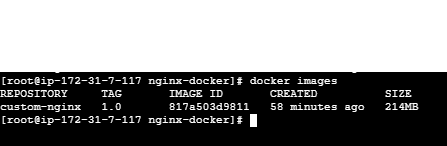 [root@ip-172-31-7-117 nginx-docker]# docker images
REPOSITORY TAG IMAGE ID CREATED SIZE
custom-nginx 1.0 817a503d9811 58 minutes ago 214MB
[root@ip-172-31-7-117 nginx-docker]#